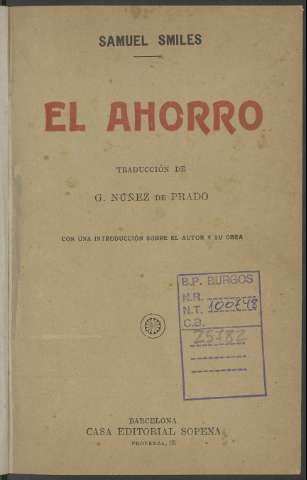 SAMUEL SMILES
EL AHORRO
TRADUCCIÓN DE
G. NÚÑEZ DE PRADO
CON UNA INTRODUCCIÓN SOBRE EL AUTOR Y SU OBRA
B.P. BURGOS
N.R.
N.T. 100648
C.B.
25782
BARCELONA
CASA EDITORIAL SOPENA
PROVENZA,